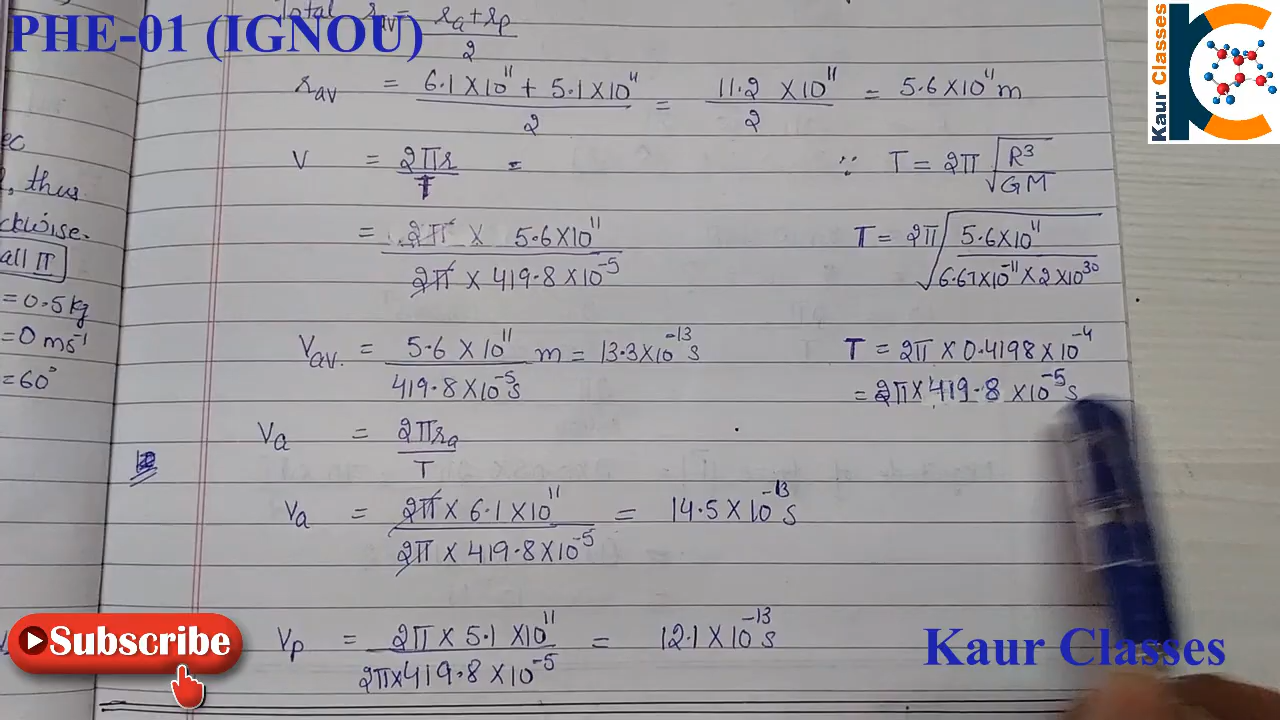 Total r_av = r_a + r_p / 2
PHE-01 (IGNOU)
Kaur Classes
r_av = 6.1 × 10^11 + 5.1 × 10^11 / 2 = 11.2 × 10^11 / 2 = 5.6 × 10^11 m
ec
V = 2πr / T =
∵ T = 2π √(R^3 / GM)
, thus
ckwise.
= 2π × 5.6 × 10^11 / 2π × 419.8 × 10^-5
T = 2π √(5.6 × 10^11 / 6.67 × 10^-11 × 2 × 10^30)
all II
= 0.5 kg
= 0 ms^-1
= 60°
V_av. = 5.6 × 10^11 / 419.8 × 10^-5 s m = 13.3 × 10^-13 s
T = 2π × 0.4198 × 10^-4
= 2π × 419.8 × 10^-5 s
V_a = 2πr_a / T
V_a = 2π × 6.1 × 10^11 / 2π × 419.8 × 10^-5 = 14.5 × 10^-13 s
Subscribe
V_p = 2π × 5.1 × 10^11 / 2π × 419.8 × 10^-5 = 12.1 × 10^-13 s
Kaur Classes